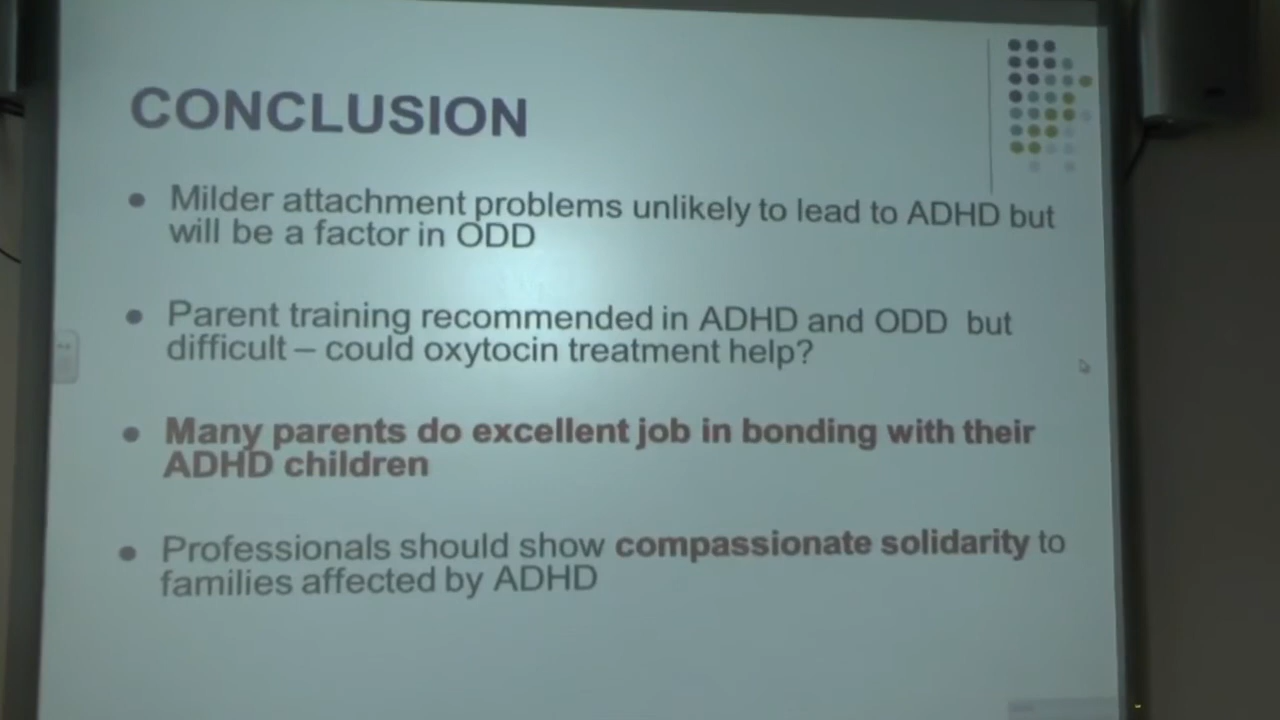 CONCLUSION
Milder attachment problems unlikely to lead to ADHD but
will be a factor in ODD
Parent training recommended in ADHD and ODD but
difficult – could oxytocin treatment help?
Many parents do excellent job in bonding with their
ADHD children
Professionals should show compassionate solidarity to
families affected by ADHD